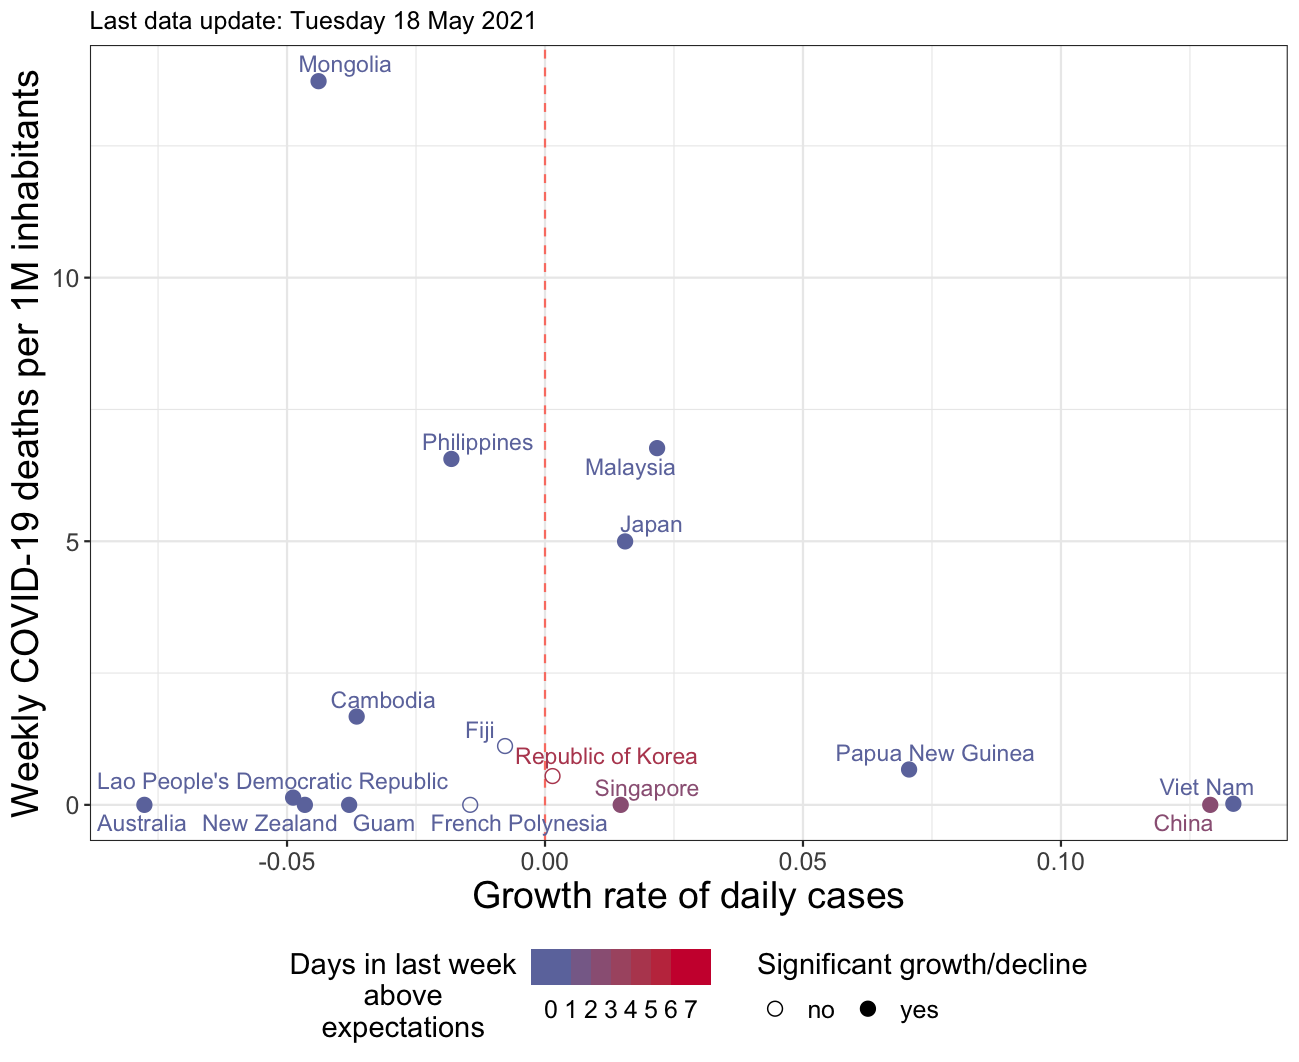 Last data update: Tuesday 18 May 2021
Weekly COVID-19 deaths per 1M inhabitants
10
5
0
Mongolia
Philippines
Malaysia
Japan
Cambodia
Fiji
Republic of Korea
Papua New Guinea
Lao People's Democratic Republic
Singapore
Viet Nam
Australia
New Zealand
Guam
French Polynesia
China
-0.05
0.00
0.05
0.10
Growth rate of daily cases
Days in last week
above
expectations
0 1 2 3 4 5 6 7
Significant growth/decline
no
yes